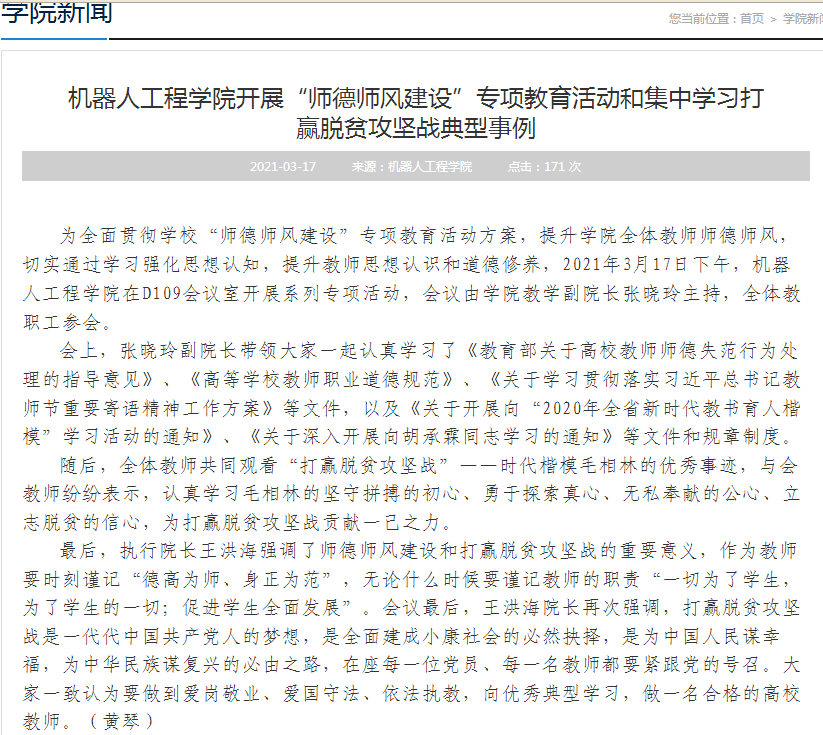 学院新闻
您当前位置：首页 > 学院新闻
机器人工程学院开展“师德师风建设”专项教育活动和集中学习打
赢脱贫攻坚战典型事例
2021-03-17 来源：机器人工程学院 点击：171 次
为全面贯彻学校“师德师风建设”专项教育活动方案，提升学院全体教师师德师风，
切实通过学习强化思想认知，提升教师思想认识和道德修养，2021年3月17日下午，机器
人工程学院在D109会议室开展系列专项活动，会议由学院教学副院长张晓玲主持，全体教
职工参会。
会上，张晓玲副院长带领大家一起认真学习了《教育部关于高校教师师德失范行为处
理的指导意见》、《高等学校教师职业道德规范》、《关于学习贯彻落实习近平总书记教
师节重要寄语精神工作方案》等文件，以及《关于开展向“2020年全省新时代教书育人楷
模”学习活动的通知》、《关于深入开展向胡承霖同志学习的通知》等文件和规章制度。
随后，全体教师共同观看“打赢脱贫攻坚战”——时代楷模毛相林的优秀事迹，与会
教师纷纷表示，认真学习毛相林的坚守拼搏的初心、勇于探索真心、无私奉献的公心、立
志脱贫的信心，为打赢脱贫攻坚战贡献一己之力。
最后，执行院长王洪海强调了师德师风建设和打赢脱贫攻坚战的重要意义，作为教师
要时刻谨记“德高为师、身正为范”，无论什么时候要谨记教师的职责“一切为了学生，
为了学生的一切；促进学生全面发展”。会议最后，王洪海院长再次强调，打赢脱贫攻坚
战是一代代中国共产党人的梦想，是全面建成小康社会的必然抉择，是为中国人民谋幸
福，为中华民族谋复兴的必由之路，在座每一位党员、每一名教师都要紧跟党的号召。大
家一致认为要做到爱岗敬业、爱国守法、依法执教，向优秀典型学习，做一名合格的高校
教师。（黄琴）